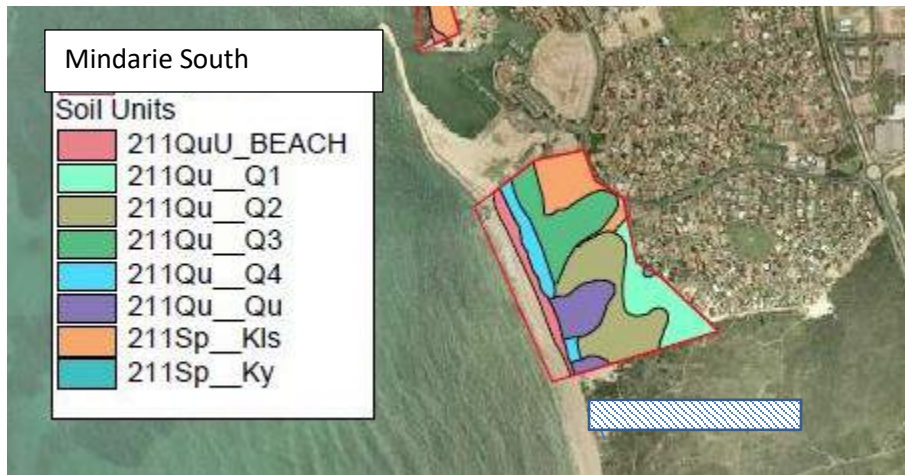 Mindarie South
Soil Units
211QuU_BEACH
211Qu__Q1
211Qu__Q2
211Qu__Q3
211Qu__Q4
211Qu__Qu
211Sp__Kls
211Sp__Ky